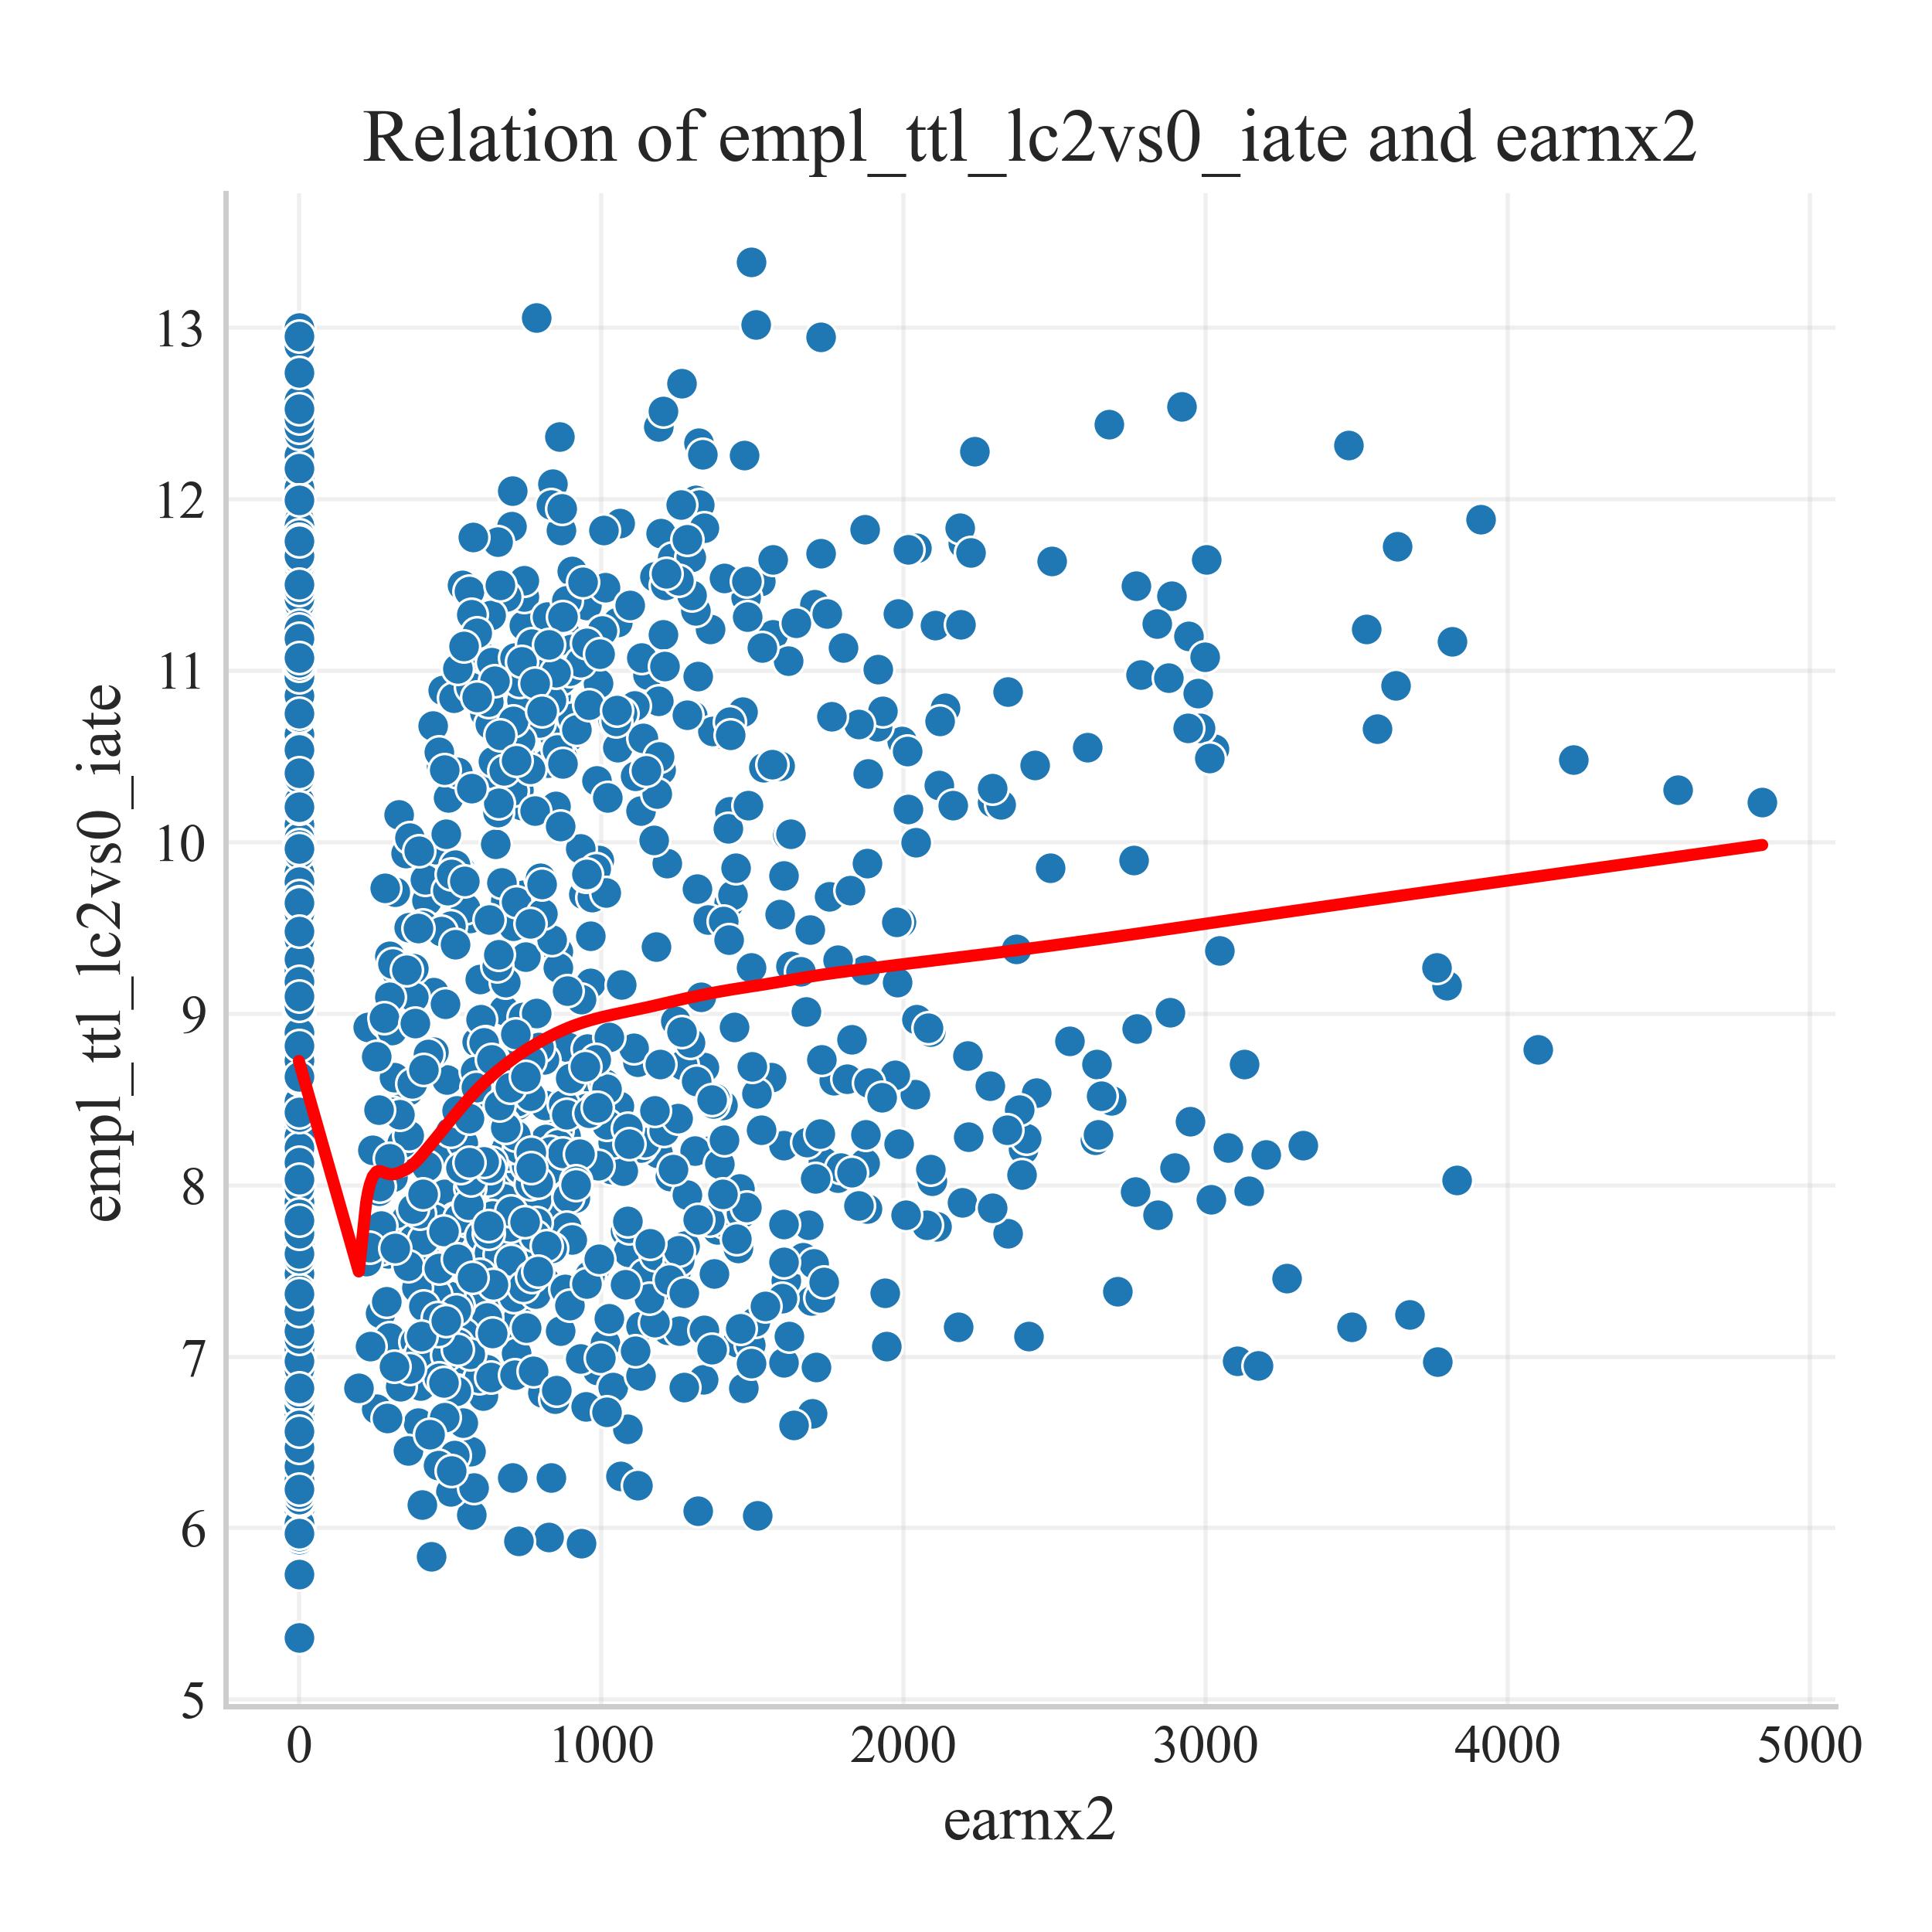 Relation of empl_ttl_lc2vs0_iate and earnx2
empl_ttl_lc2vs0_iate
13
12
11
10
9
8
7
6
5
0 1000 2000 3000 4000 5000
earnx2